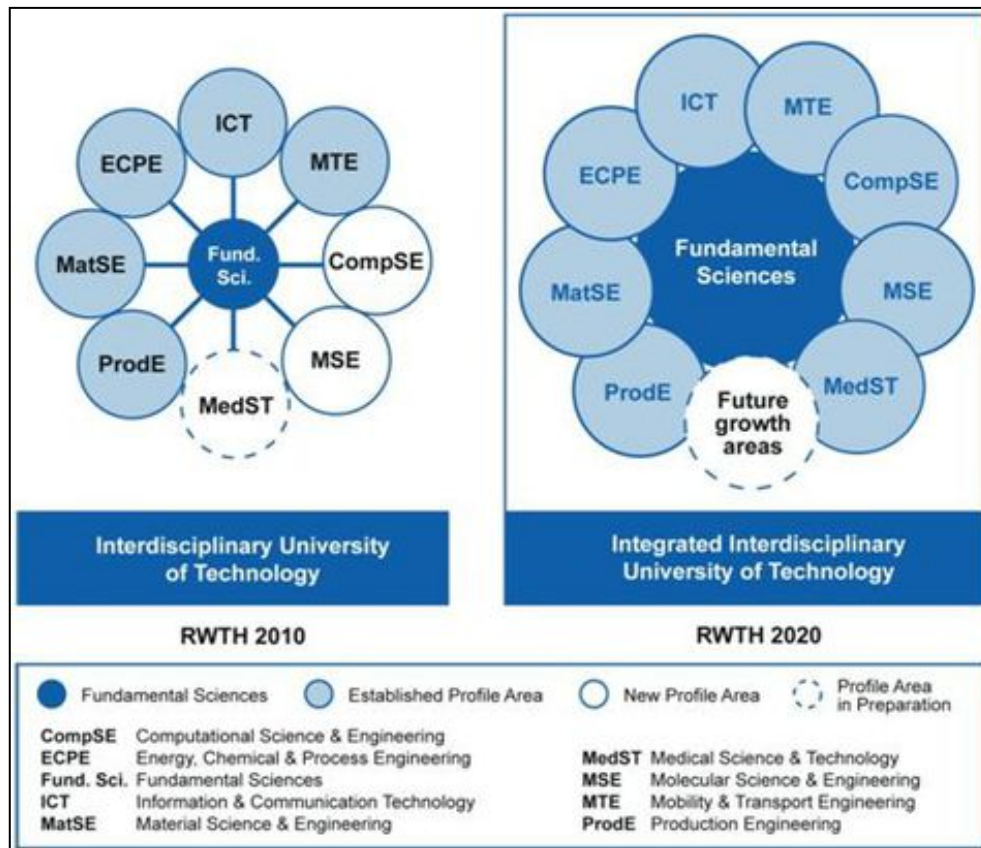 ICT
ECPE
MTE
MatSE
Fund.
Sci.
CompSE
ProdE
MSE
MedST
Interdisciplinary University
of Technology
RWTH 2010
ICT
MTE
ECPE
CompSE
Fundamental
Sciences
MatSE
MSE
ProdE
MedST
Future
growth
areas
Integrated Interdisciplinary
University of Technology
RWTH 2020
Fundamental Sciences
Established Profile Area
New Profile Area
Profile Area
in Preparation
CompSE Computational Science & Engineering
ECPE Energy, Chemical & Process Engineering
Fund. Sci. Fundamental Sciences
ICT Information & Communication Technology
MatSE Material Science & Engineering
MedST Medical Science & Technology
MSE Molecular Science & Engineering
MTE Mobility & Transport Engineering
ProdE Production Engineering